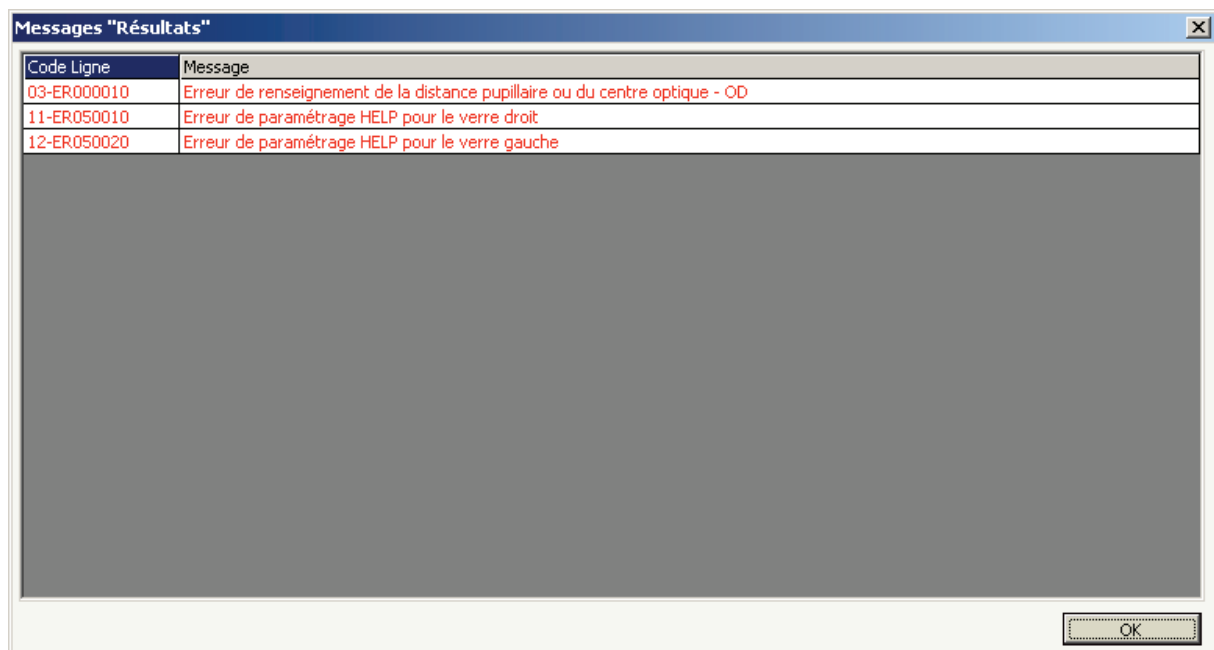 Messages "Résultats"
Code Ligne Message
03-ER000010 Erreur de renseignement de la distance pupillaire ou du centre optique - OD
11-ER050010 Erreur de paramétrage HELP pour le verre droit
12-ER050020 Erreur de paramétrage HELP pour le verre gauche
OK